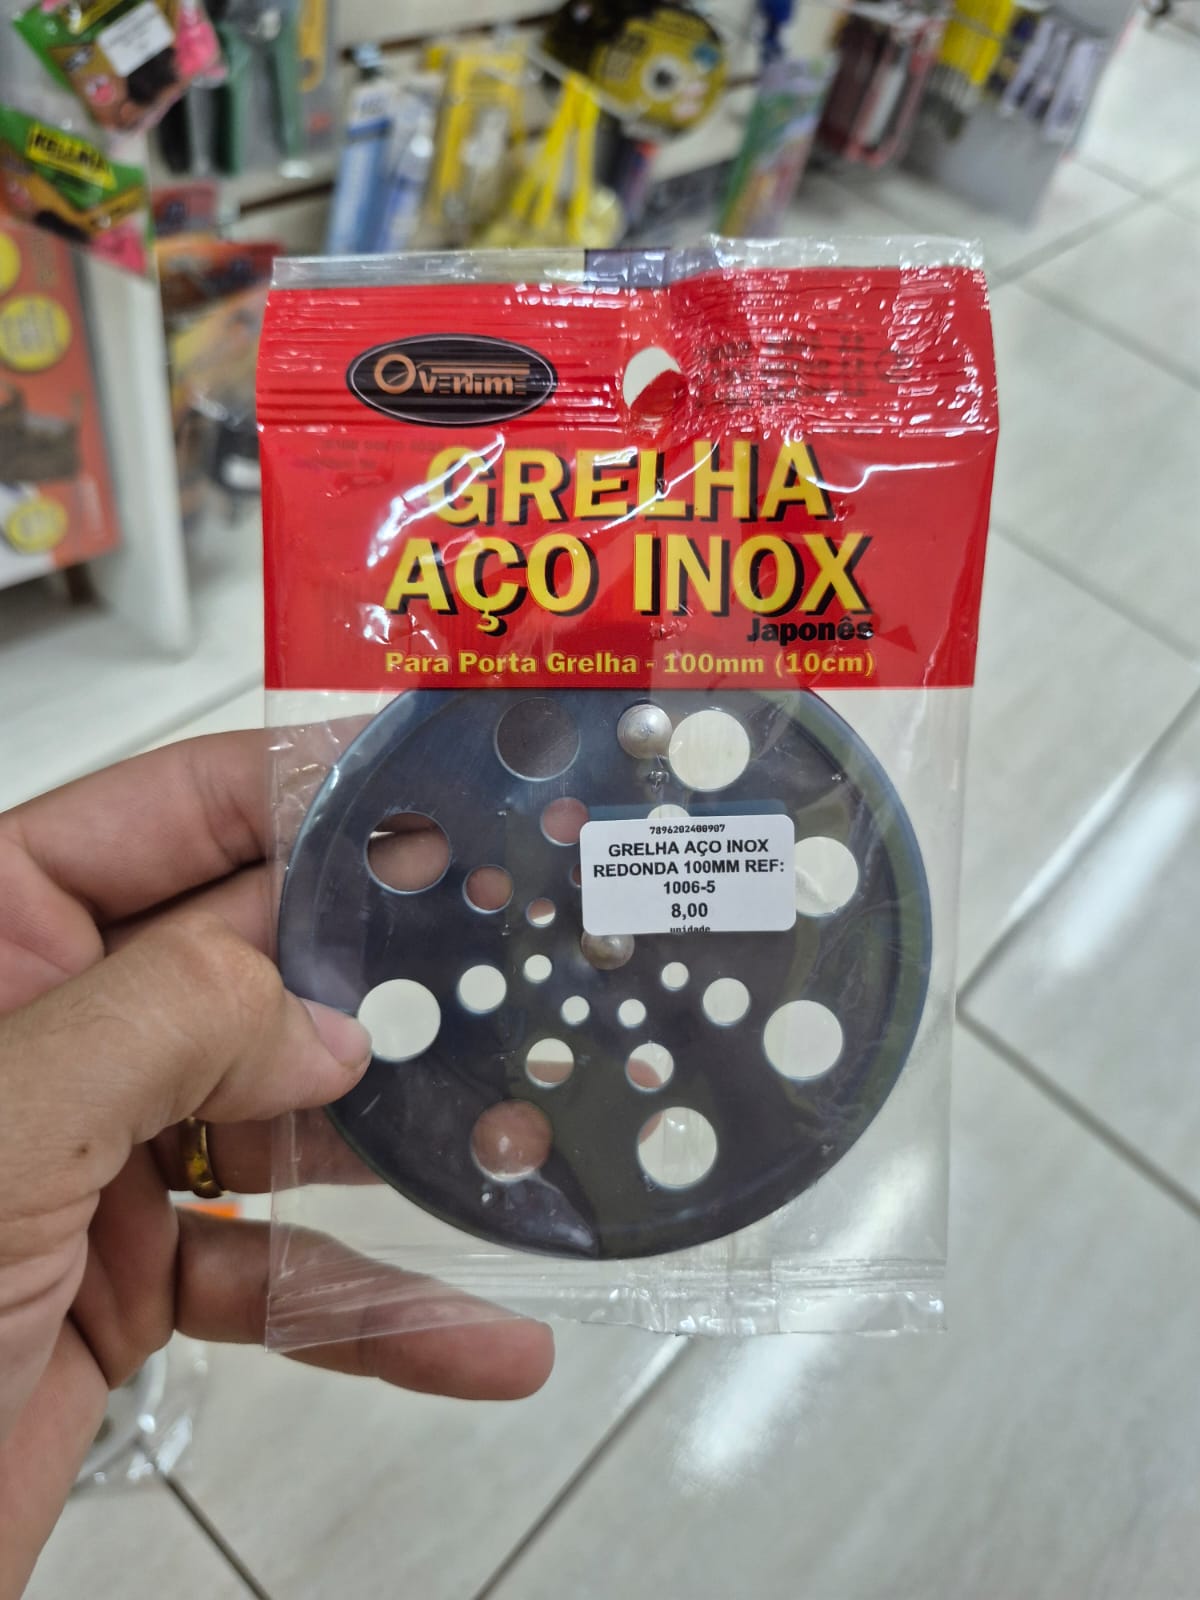 OVERTIME
GRELHA
AÇO INOX
Japonês
Para Porta Grelha - 100mm (10cm)
7896202400907
GRELHA AÇO INOX
REDONDA 100MM REF:
1006-5
8,00
unidade